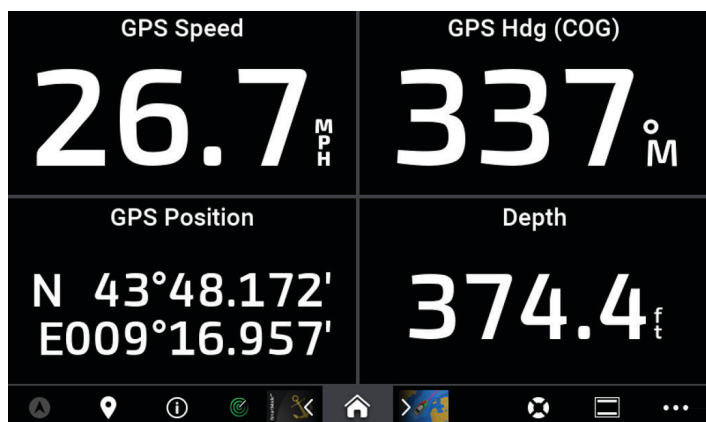 GPS Speed
26.7 MPH
GPS Hdg (COG)
337°M
GPS Position
N 43°48.172'
E009°16.957'
Depth
374.4 ft